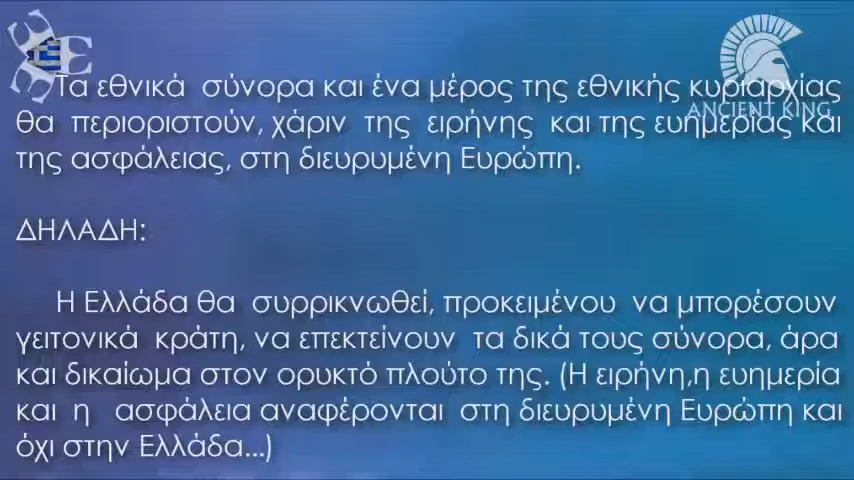 Τα εθνικά σύνορα και ένα μέρος της εθνικής κυριαρχίας
ANCIENT KING
θα περιοριστούν, χάριν της ειρήνης και της ευημερίας και
της ασφάλειας, στη διευρυμένη Ευρώπη.
ΔΗΛΑΔΗ:
Η Ελλάδα θα συρρικνωθεί, προκειμένου να μπορέσουν
γειτονικά κράτη, να επεκτείνουν τα δικά τους σύνορα, άρα
και δικαίωμα στον ορυκτό πλούτο της. (Η ειρήνη,η ευημερία
και η ασφάλεια αναφέρονται στη διευρυμένη Ευρώπη και
όχι στην Ελλάδα...)